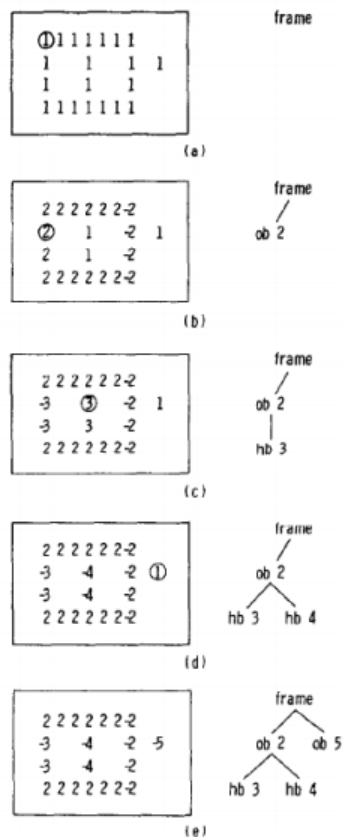 frame
① 1 1 1 1 1 1
1 1 1 1
1 1 1
1 1 1 1 1 1 1
(a)
frame
2 2 2 2 2 2 -2
② 1 -2 1 ob 2
2 1 -2
2 2 2 2 2 2 -2
(b)
frame
2 2 2 2 2 2 -2
-3 ③ -2 1 ob 2
-3 3 -2
2 2 2 2 2 2 -2 hb 3
(c)
frame
2 2 2 2 2 2 -2
-3 -4 -2 ① ob 2
-3 -4 -2
2 2 2 2 2 2 -2 hb 3 hb 4
(d)
frame
2 2 2 2 2 2 -2
-3 -4 -2 -5 ob 2 ob 5
-3 -4 -2
2 2 2 2 2 2 -2 hb 3 hb 4
(e)